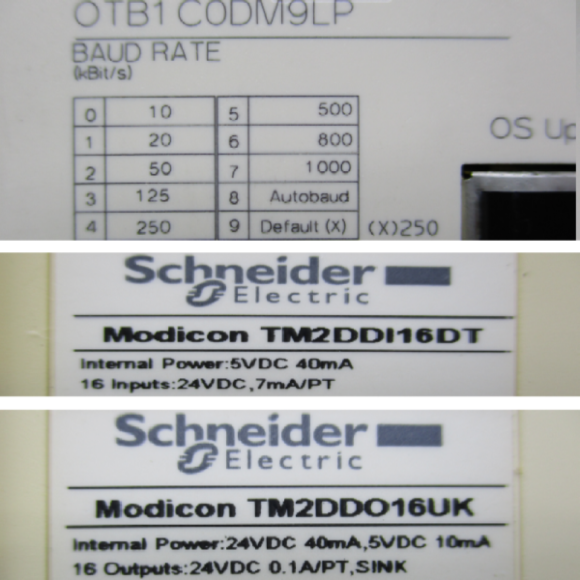 OTB1 C0DM9LP
BAUD RATE
(kBit/s)
0 10 5 500
1 20 6 800
2 50 7 1000
3 125 8 Autobaud
4 250 9 Default (X) (X)250
OS Up
Schneider
Electric
Modicon TM2DDI16DT
Internal Power:5VDC 40mA
16 Inputs:24VDC,7mA/PT
Schneider
Electric
Modicon TM2DDO16UK
Internal Power:24VDC 40mA,5VDC 10mA
16 Outputs:24VDC 0.1A/PT,SINK